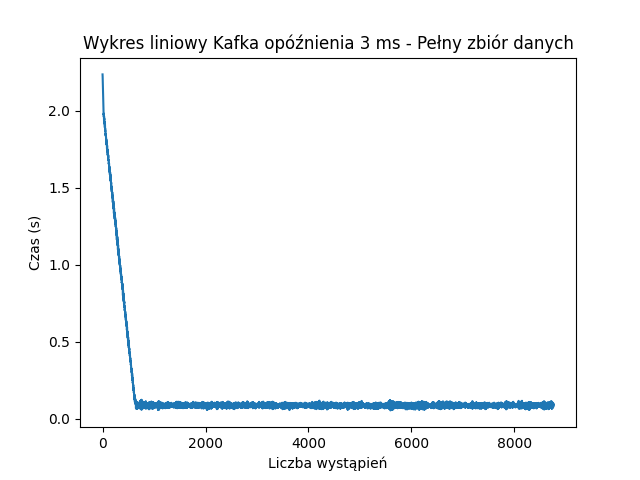 Wykres liniowy Kafka opóźnienia 3 ms - Pełny zbiór danych
2.0
1.5
1.0
0.5
0.0
Czas (s)
0 2000 4000 6000 8000
Liczba wystąpień